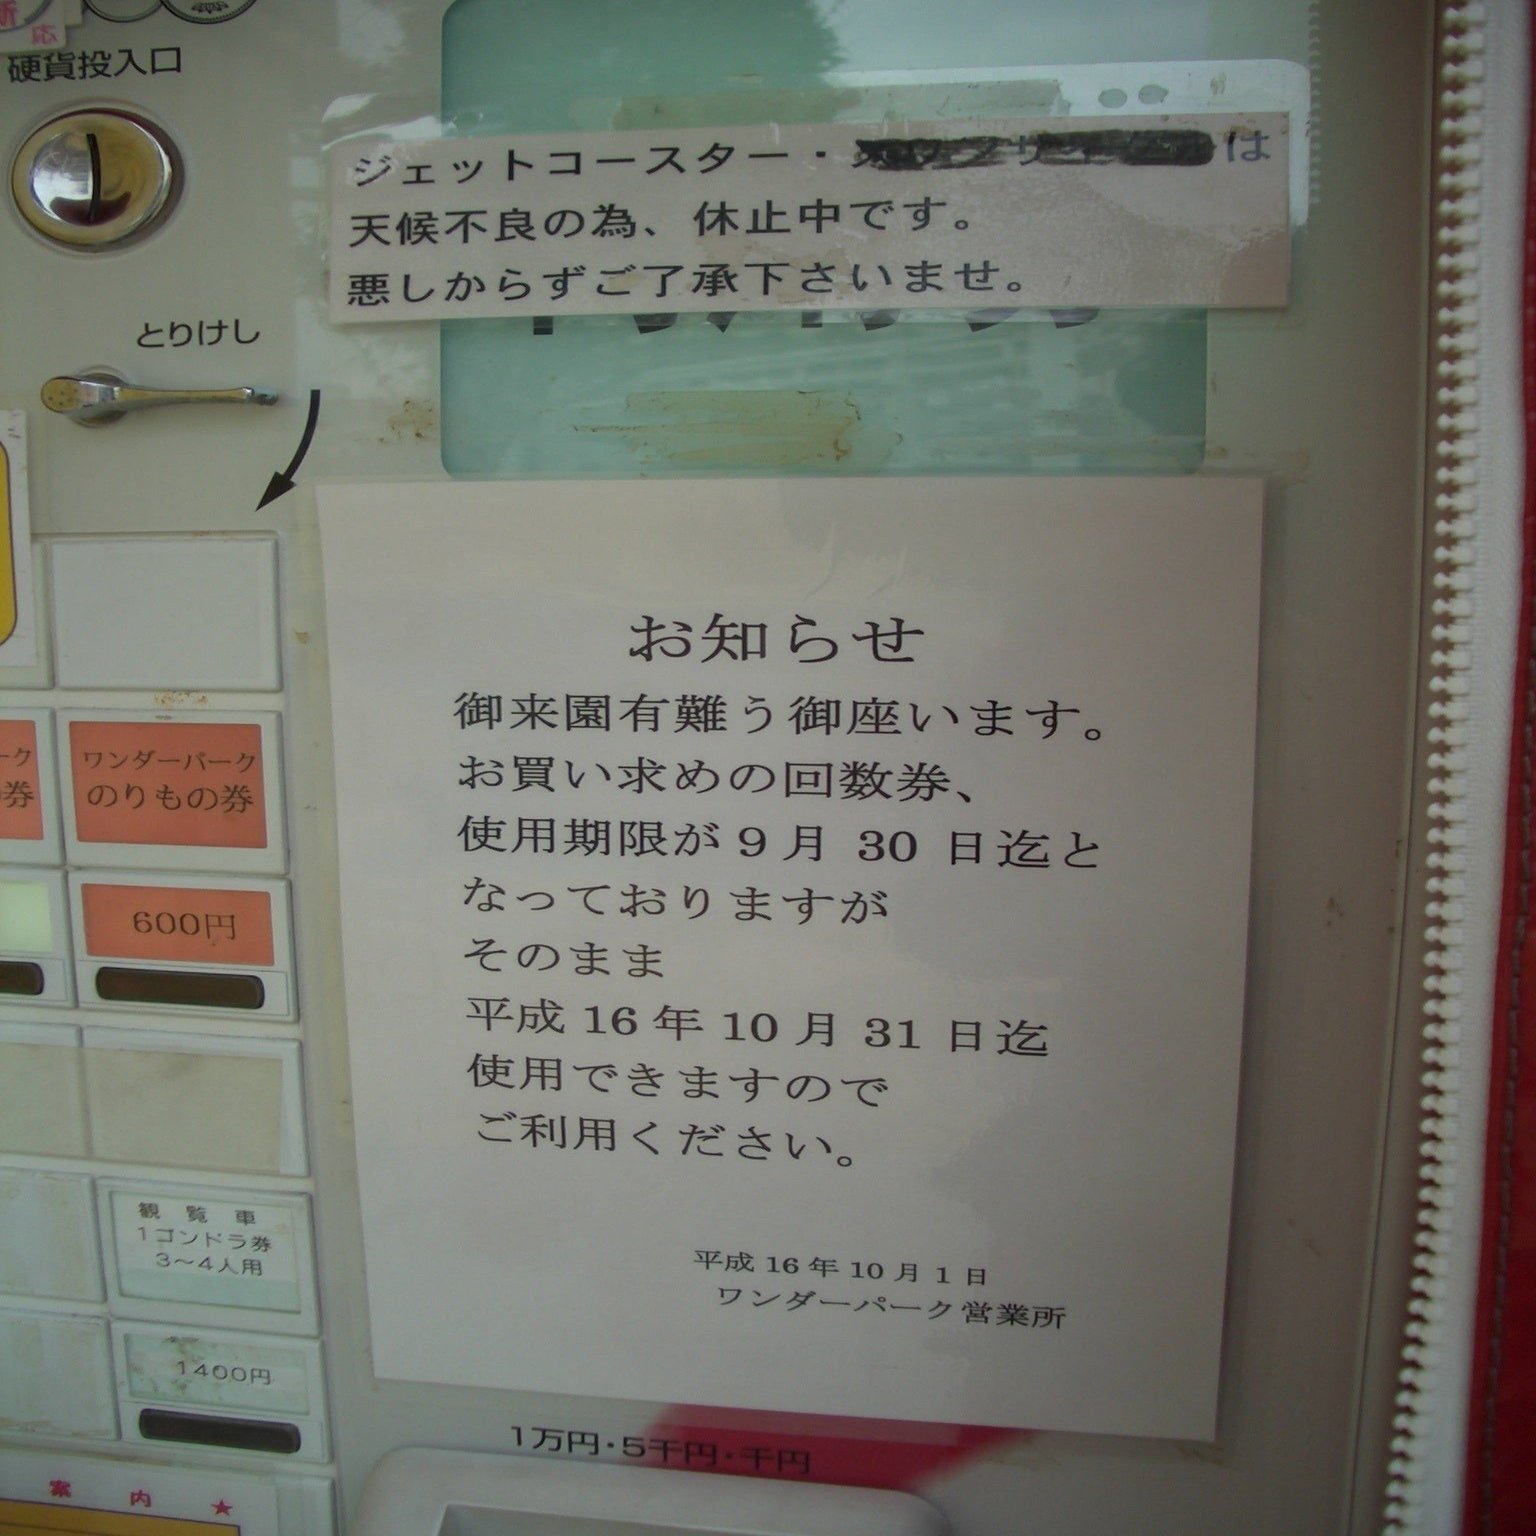 硬貨投入口
ジェットコースター・は
天候不良の為、休止中です。
悪しからずご了承下さいませ。
とりけし
お知らせ
御来園有難う御座います。
お買い求めの回数券、
使用期限が9月 30 日迄と
なっておりますが
そのまま
平成 16 年 10 月 31 日迄
使用できますので
ご利用ください。
平成 16 年 10 月 1 日
ワンダーパーク営業所
ワンダーパーク
のりもの券
600円
券
観覧車
1ゴンドラ券
3～4人用
1400円
1万円・5千円・千円
案内★